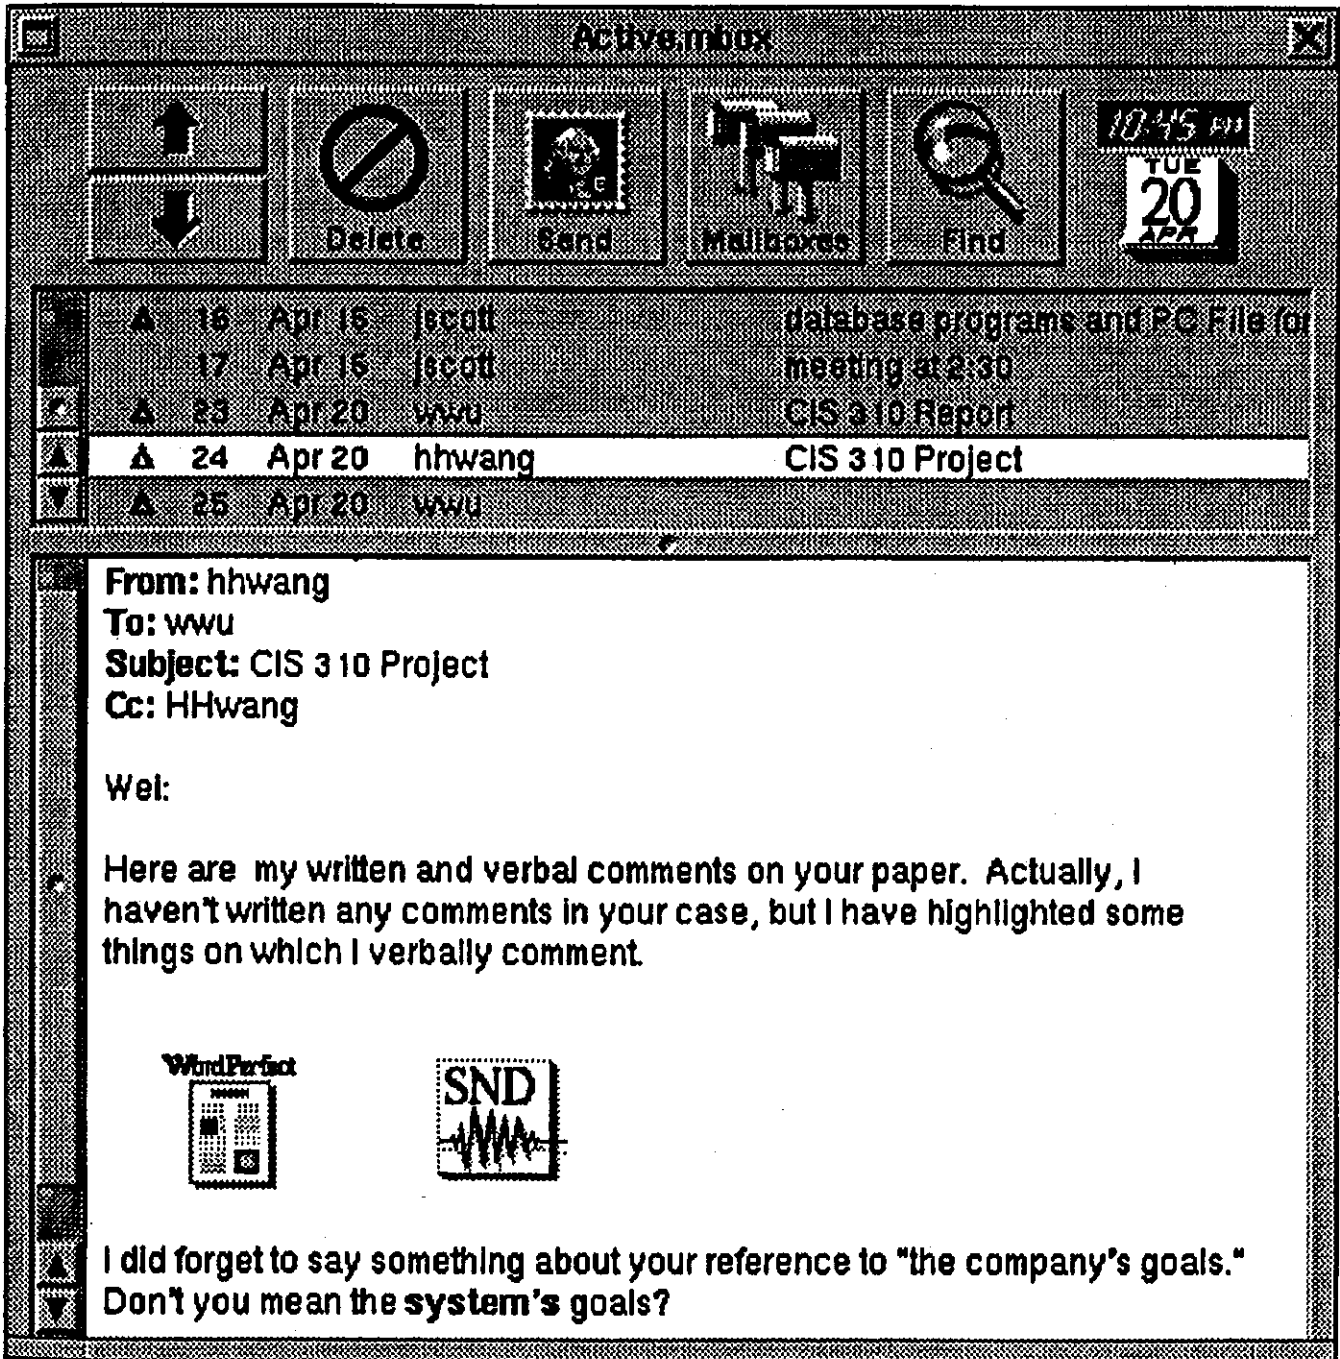 Active.mbox
10:45 PM
TUE
20
APR
Delete Send Mailboxes Find
16 Apr 16 jscott database programs and PC File for
17 Apr 16 jscott meeting at 2:30
23 Apr 20 wwu CIS 310 Report
24 Apr 20 hhwang CIS 310 Project
25 Apr 20 wwu
From: hhwang
To: wwu
Subject: CIS 310 Project
Cc: HHwang
Wei:
Here are my written and verbal comments on your paper. Actually, I
haven't written any comments in your case, but I have highlighted some
things on which I verbally comment.
WordPerfect
SND
I did forget to say something about your reference to "the company's goals."
Don't you mean the system's goals?